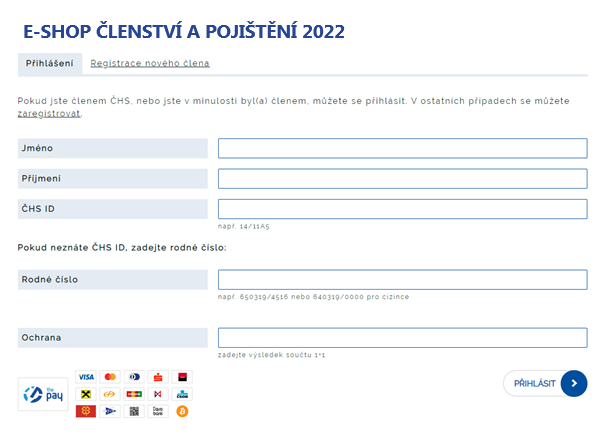 E-SHOP ČLENSTVÍ A POJIŠTĚNÍ 2022
Přihlášení Registrace nového člena
Pokud jste členem ČHS, nebo jste v minulosti byl(a) členem, můžete se přihlásit. V ostatních případech se můžete
zaregistrovat.
Jméno
Příjmení
ČHS ID
např. 14/11A5
Pokud neznáte ČHS ID, zadejte rodné číslo:
Rodné číslo
např. 650319/4516 nebo 640319/0000 pro cizince
Ochrana
zadejte výsledek součtu 1+1
the pay
VISA
PŘIHLÁSIT